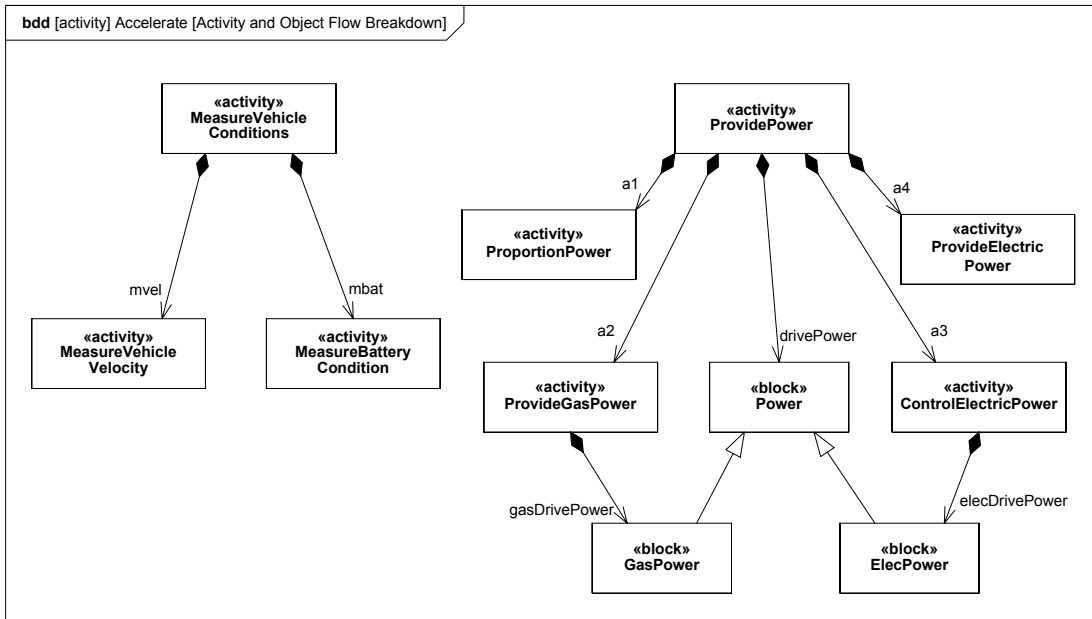 bdd [activity] Accelerate [Activity and Object Flow Breakdown]
«activity»
MeasureVehicle
Conditions
«activity»
ProvidePower
a1
a4
«activity»
ProportionPower
«activity»
ProvideElectric
Power
mvel
mbat
«activity»
MeasureVehicle
Velocity
«activity»
MeasureBattery
Condition
a2
drivePower
a3
«activity»
ProvideGasPower
«block»
Power
«activity»
ControlElectricPower
gasDrivePower
elecDrivePower
«block»
GasPower
«block»
ElecPower